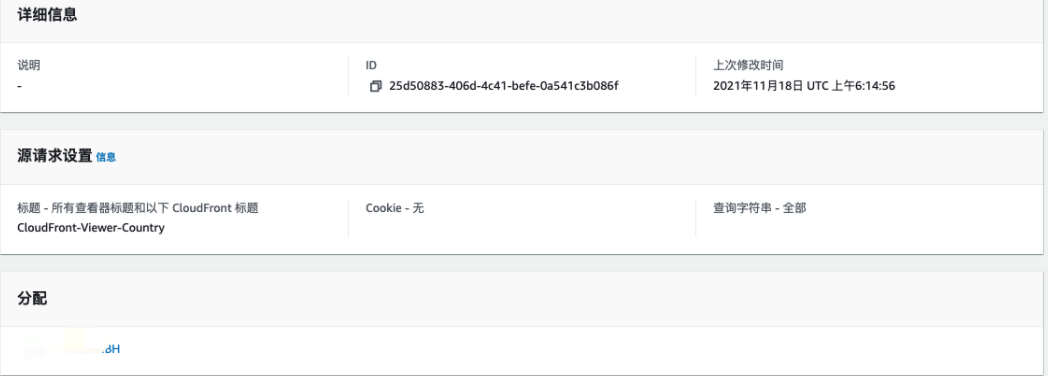 详细信息
说明
-
ID
25d50883-406d-4c41-befe-0a541c3b086f
上次修改时间
2021年11月18日 UTC 上午6:14:56
源请求设置 信息
标题 - 所有查看器标题和以下 CloudFront 标题
CloudFront-Viewer-Country
Cookie - 无
查询字符串 - 全部
分配